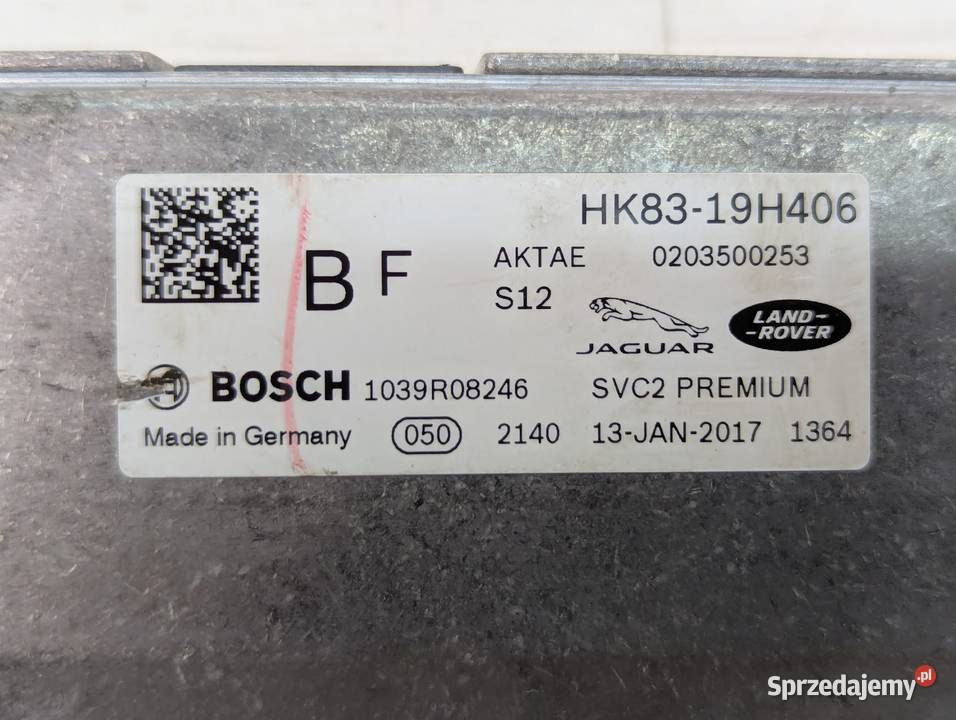 HK83-19H406
B F AKTAE 0203500253
S12
JAGUAR
LAND-
-ROVER
BOSCH 1039R08246 SVC2 PREMIUM
Made in Germany 050 2140 13-JAN-2017 1364
Sprzedajemy.pl